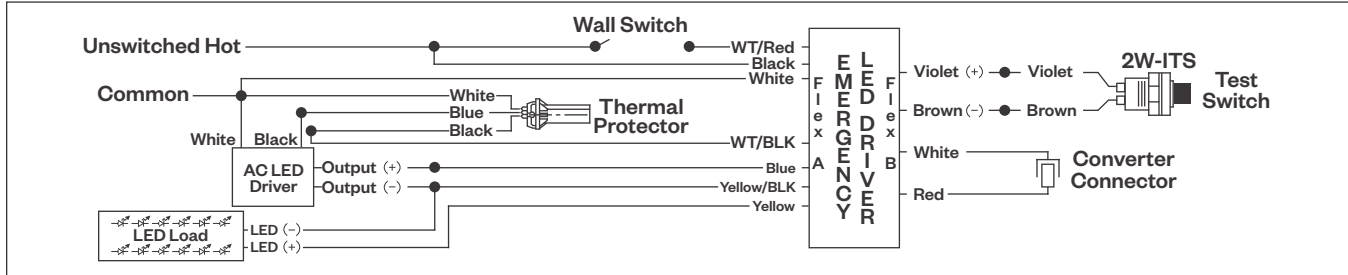 Wall Switch
Unswitched Hot
WT/Red
Black
White
Common
White
Blue
Black
Thermal
Protector
White
Black
WT/BLK
AC LED
Driver
Output (+)
Output (-)
Blue
Yellow/BLK
Yellow
LED Load
LED (-)
LED (+)
Flex A
EMERGENCY
LED DRIVER
Flex B
Violet (+)
Violet
Brown (-)
Brown
2W-ITS
Test
Switch
White
Red
Converter
Connector